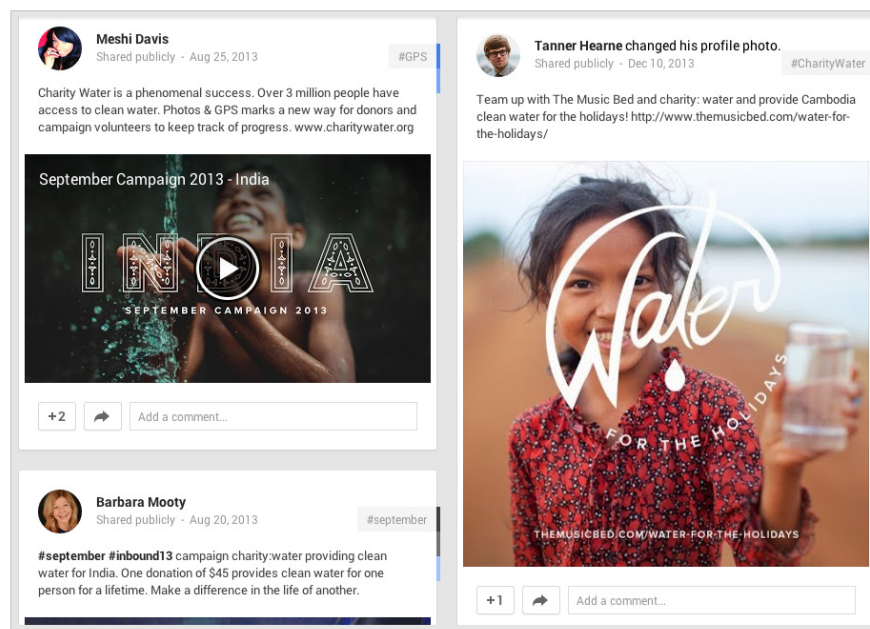 Meshi Davis
Shared publicly - Aug 25, 2013
#GPS
Charity Water is a phenomenal success. Over 3 million people have
access to clean water. Photos & GPS marks a new way for donors and
campaign volunteers to keep track of progress. www.charitywater.org
September Campaign 2013 - India
INDIA
SEPTEMBER CAMPAIGN 2013
+2
Add a comment...
Barbara Mooty
Shared publicly - Aug 20, 2013
#september
#september #inbound13 campaign charity:water providing clean
water for India. One donation of $45 provides clean water for one
person for a lifetime. Make a difference in the life of another.
Tanner Hearne changed his profile photo.
Shared publicly - Dec 10, 2013
#CharityWater
Team up with The Music Bed and charity: water and provide Cambodia
clean water for the holidays! http://www.themusicbed.com/water-for-
the-holidays/
Water
FOR THE HOLIDAYS
THEMUSICBED.COM/WATER-FOR-THE-HOLIDAYS
+1
Add a comment...